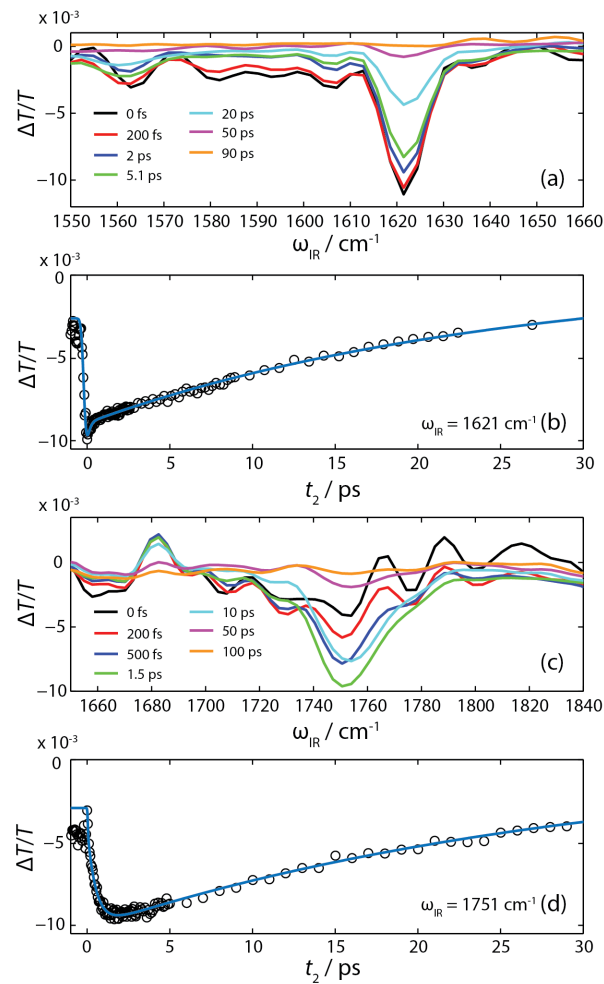 x 10⁻³
0
−5
−10
ΔT/T
0 fs
200 fs
2 ps
5.1 ps
20 ps
50 ps
90 ps
(a)
1550 1560 1570 1580 1590 1600 1610 1620 1630 1640 1650 1660
ω_IR / cm⁻¹
x 10⁻³
0
−5
−10
ΔT/T
ω_IR = 1621 cm⁻¹ (b)
0 5 10 15 20 25 30
t₂ / ps
x 10⁻³
0
−5
−10
ΔT/T
0 fs
200 fs
500 fs
1.5 ps
10 ps
50 ps
100 ps
(c)
1660 1680 1700 1720 1740 1760 1780 1800 1820 1840
ω_IR / cm⁻¹
x 10⁻³
0
−5
−10
ΔT/T
ω_IR = 1751 cm⁻¹ (d)
0 5 10 15 20 25 30
t₂ / ps